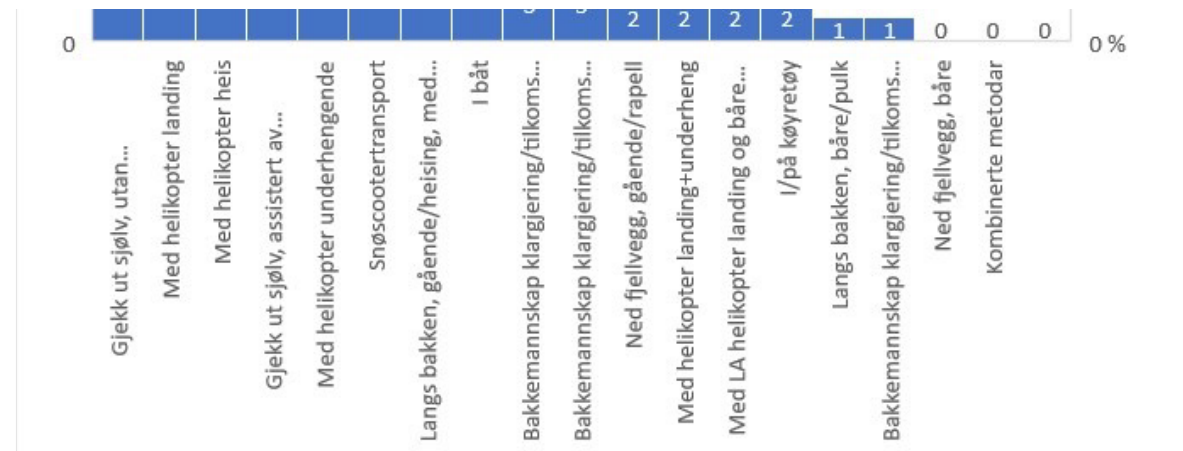 2 2 2 2 1 1 0 0 0
0 0 %
Gjekk ut sjølv, utan...
Med helikopter landing
Med helikopter heis
Gjekk ut sjølv, assistert av...
Med helikopter underhengende
Snøscootertransport
Langs bakken, gående/heising, med...
I båt
Bakkemannskap klargjering/tilkoms...
Bakkemannskap klargjering/tilkoms...
Ned fjellvegg, gående/rapell
Med helikopter landing+underheng
Med LA helikopter landing og båre...
I/på køyretøy
Langs bakken, båre/pulk
Bakkemannskap klargjering/tilkoms...
Ned fjellvegg, båre
Kombinerte metodar